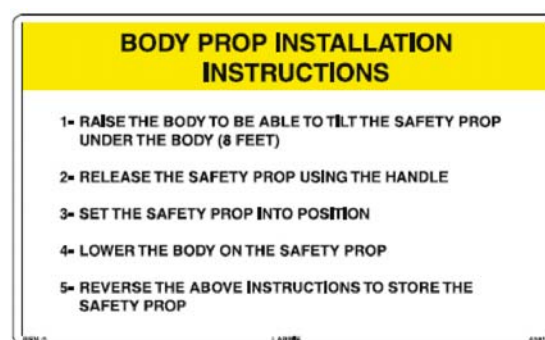 BODY PROP INSTALLATION
INSTRUCTIONS
1- RAISE THE BODY TO BE ABLE TO TILT THE SAFETY PROP
UNDER THE BODY (8 FEET)
2- RELEASE THE SAFETY PROP USING THE HANDLE
3- SET THE SAFETY PROP INTO POSITION
4- LOWER THE BODY ON THE SAFETY PROP
5- REVERSE THE ABOVE INSTRUCTIONS TO STORE THE
SAFETY PROP